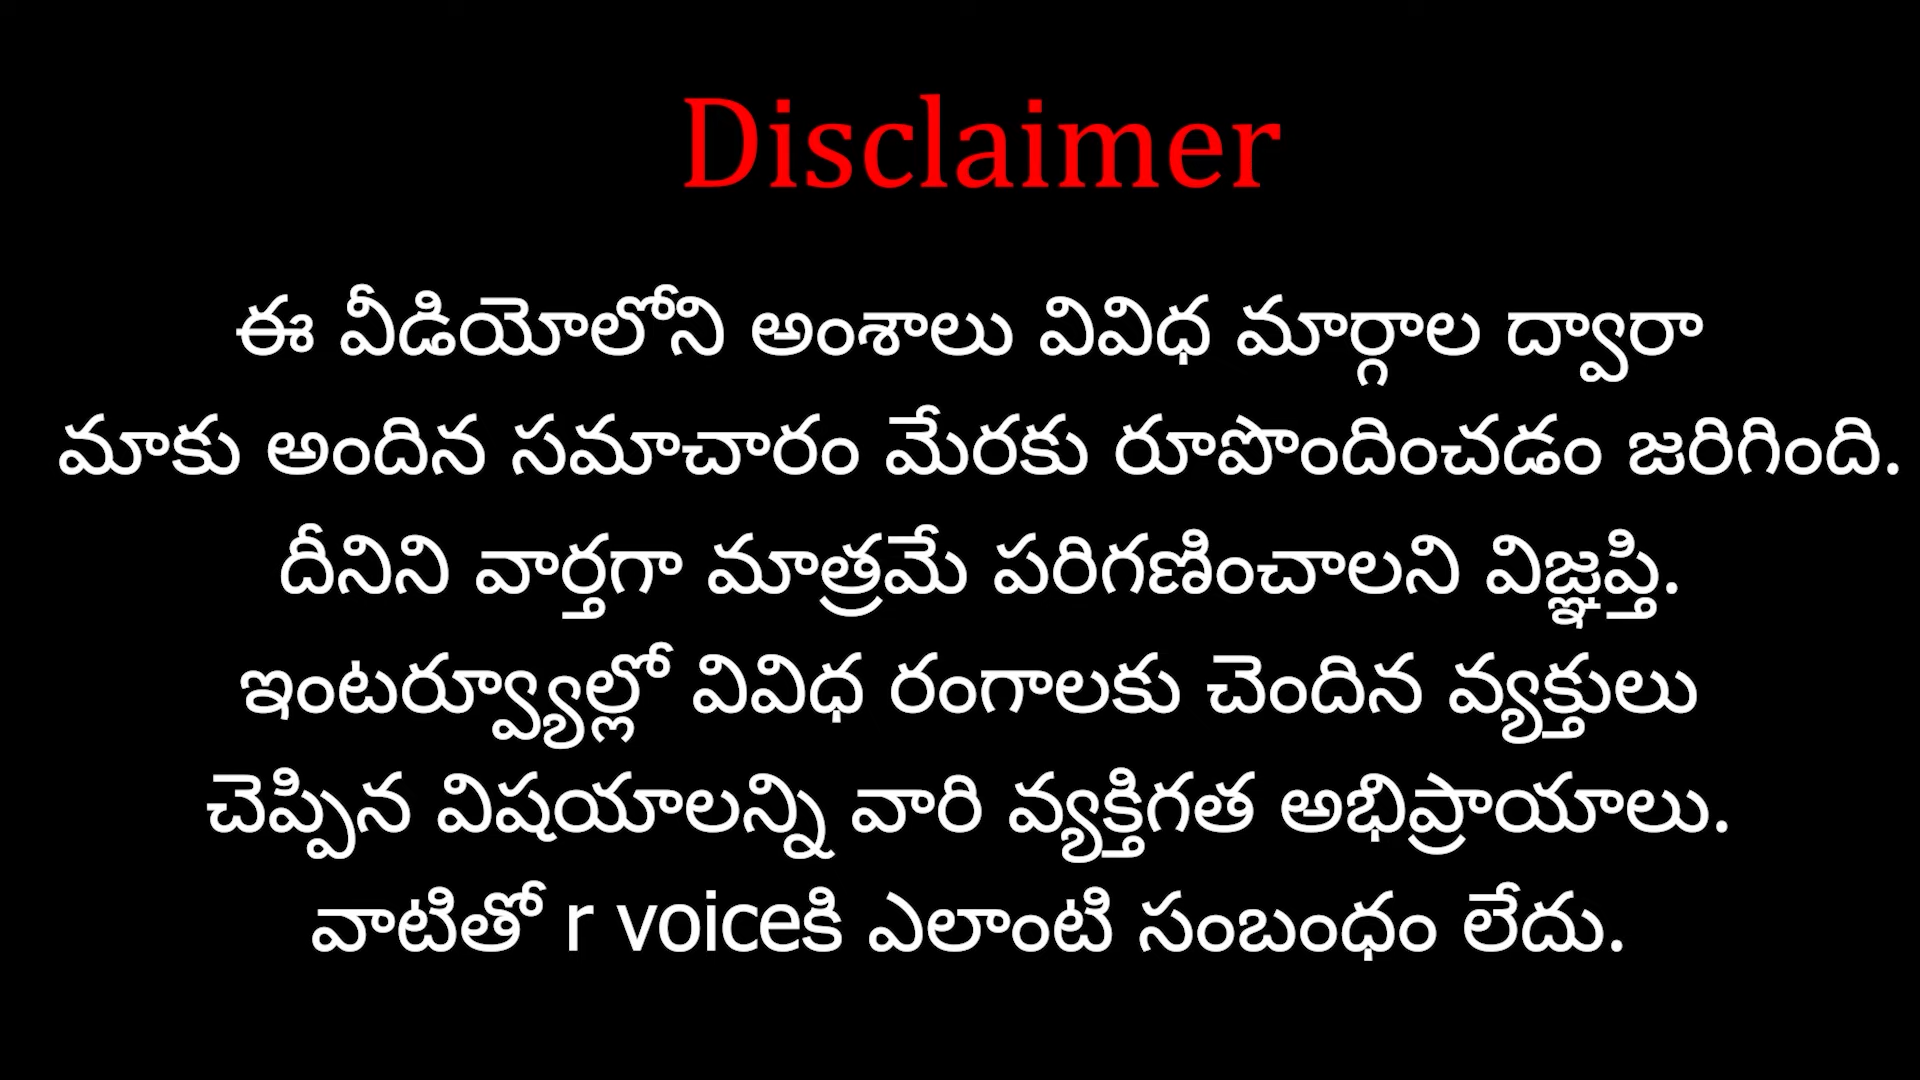 Disclaimer
ఈ వీడియోలోని అంశాలు వివిధ మార్గాల ద్వారా
మాకు అందిన సమాచారం మేరకు రూపొందించడం జరిగింది.
దీనిని వార్తగా మాత్రమే పరిగణించాలని విజ్ఞప్తి.
ఇంటర్వ్యూల్లో వివిధ రంగాలకు చెందిన వ్యక్తులు
చెప్పిన విషయాలన్ని వారి వ్యక్తిగత అభిప్రాయాలు.
వాటితో r voiceకి ఎలాంటి సంబంధం లేదు.